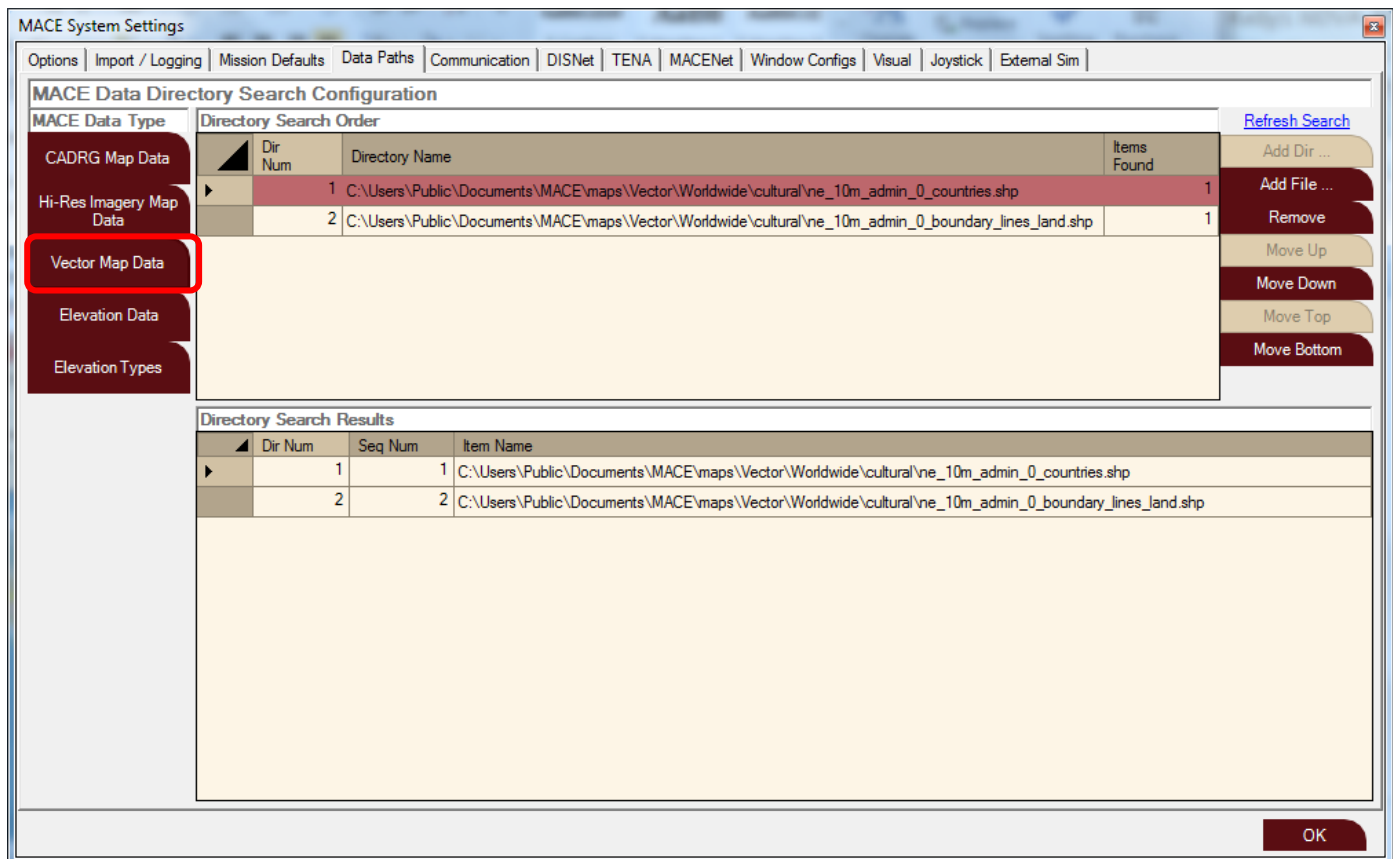 MACE System Settings
Options Import / Logging Mission Defaults Data Paths Communication DISNet TENA MACENet Window Configs Visual Joystick External Sim
MACE Data Directory Search Configuration
MACE Data Type
CADRG Map Data
Hi-Res Imagery Map
Data
Vector Map Data
Elevation Data
Elevation Types
Directory Search Order
Dir
Num
Directory Name
Items
Found
1 C:\Users\Public\Documents\MACE\maps\Vector\Worldwide\cultural\ne_10m_admin_0_countries.shp 1
2 C:\Users\Public\Documents\MACE\maps\Vector\Worldwide\cultural\ne_10m_admin_0_boundary_lines_land.shp 1
Refresh Search
Add Dir ...
Add File ...
Remove
Move Up
Move Down
Move Top
Move Bottom
Directory Search Results
Dir Num Seq Num Item Name
1 1 C:\Users\Public\Documents\MACE\maps\Vector\Worldwide\cultural\ne_10m_admin_0_countries.shp
2 2 C:\Users\Public\Documents\MACE\maps\Vector\Worldwide\cultural\ne_10m_admin_0_boundary_lines_land.shp
OK